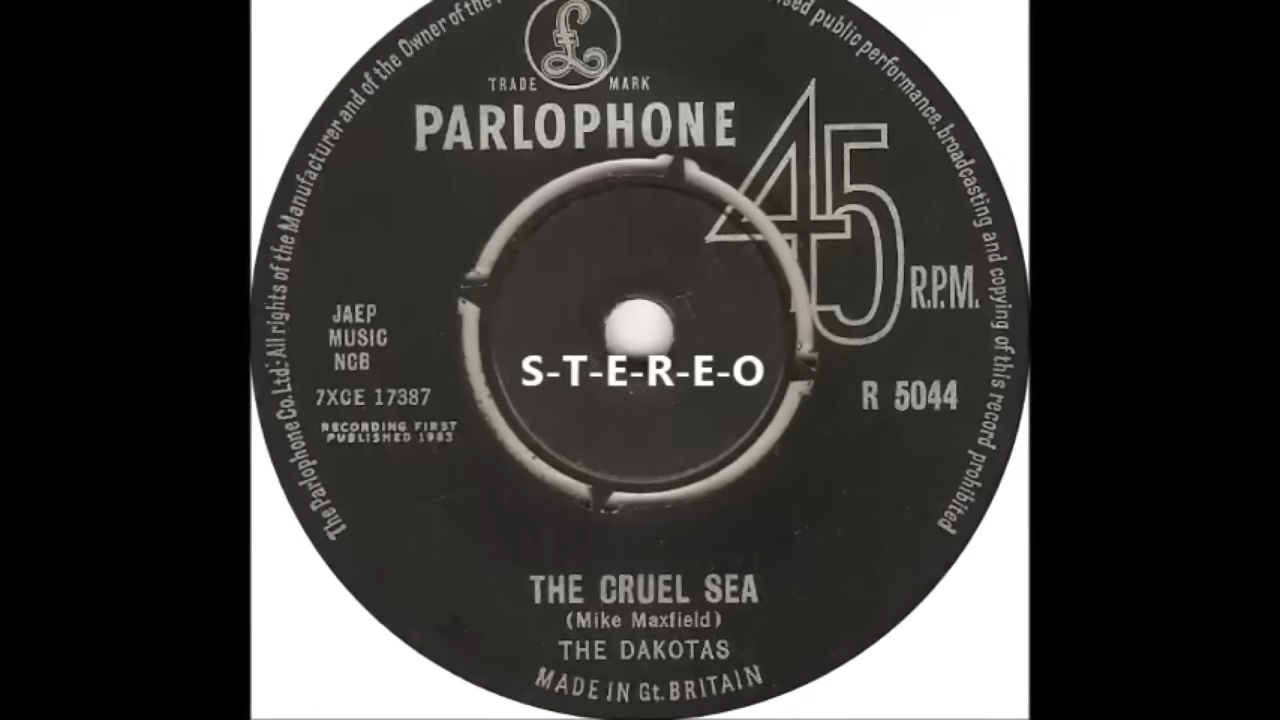 The Parlophone Co. Ltd. All rights of the Manufacturer and of the Owner of the
ised public performance, broadcasting and copying of this record prohibited
£
TRADE MARK
PARLOPHONE
45
R.P.M.
JAEP
MUSIC
NCB
7XCE 17387
RECORDING FIRST
PUBLISHED 1963
S-T-E-R-E-O
R 5044
THE CRUEL SEA
(Mike Maxfield)
THE DAKOTAS
MADE IN Gt. BRITAIN